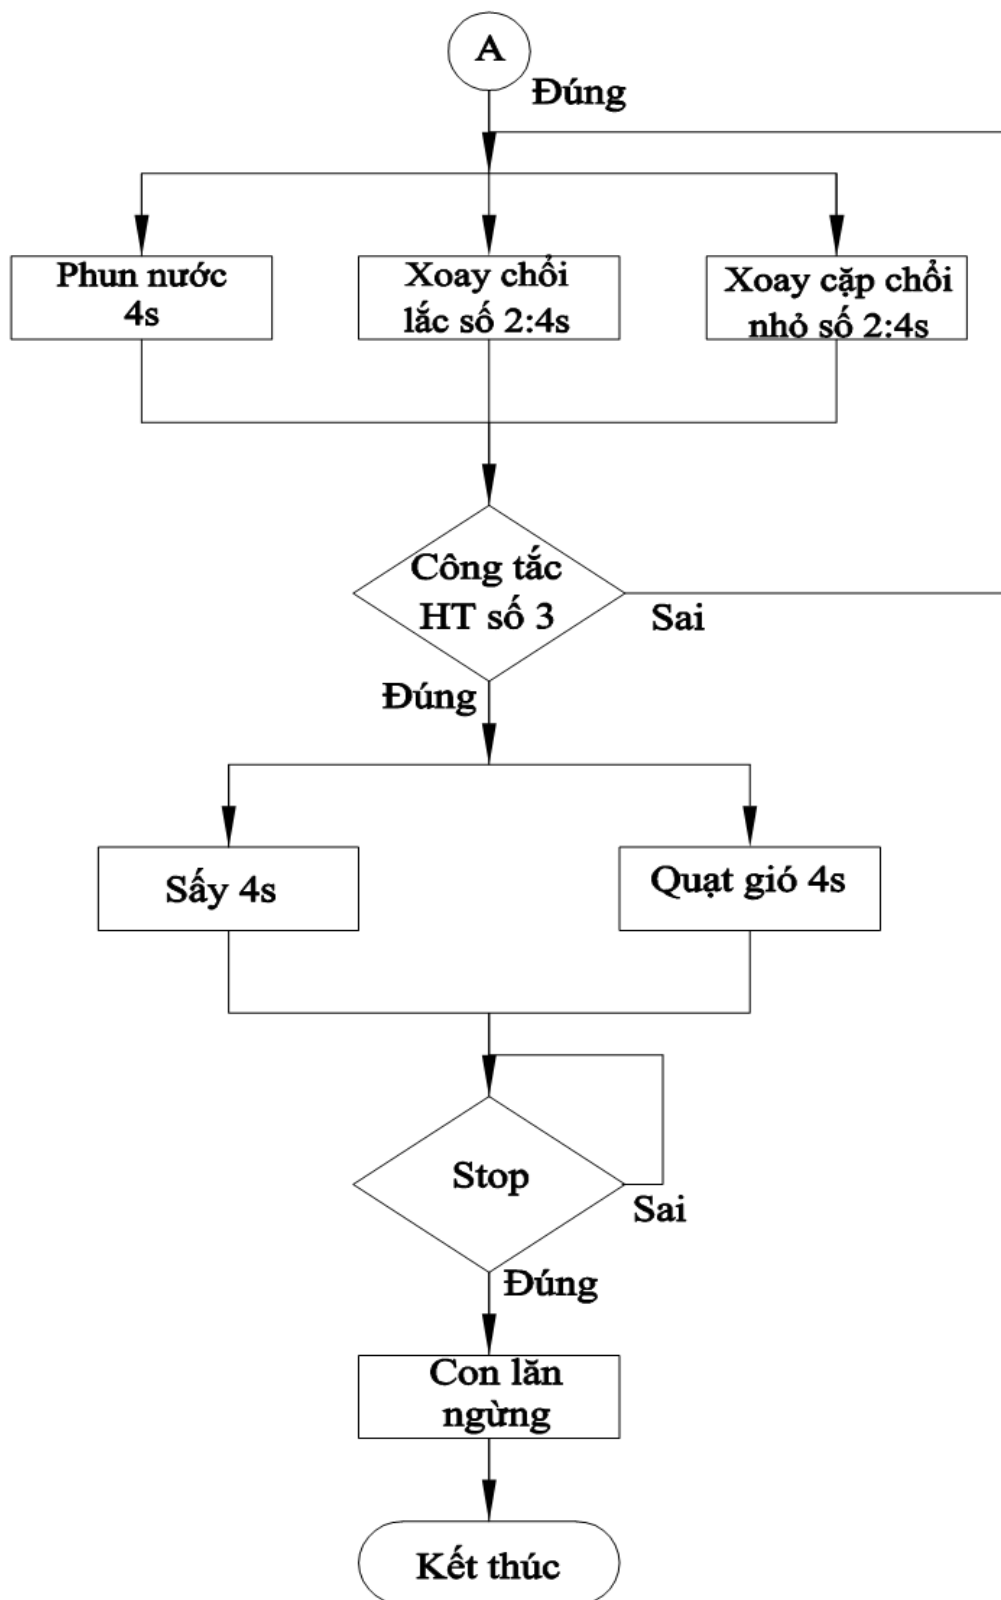 A
Đúng
Phun nước
4s
Xoay chổi
lắc số 2:4s
Xoay cặp chổi
nhỏ số 2:4s
Công tắc
HT số 3
Sai
Đúng
Sấy 4s
Quạt gió 4s
Stop
Sai
Đúng
Con lăn
ngừng
Kết thúc